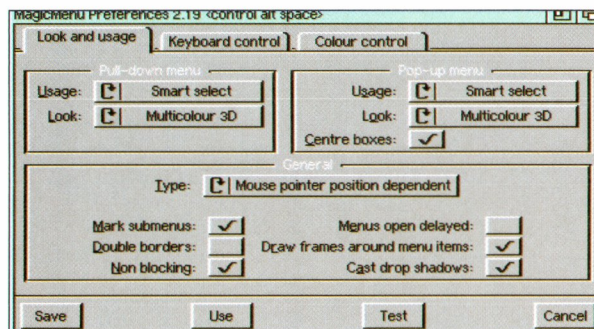 MagicMenu Preferences 2.19 <control alt space>
Look and usage Keyboard control Colour control
Pull-down menu Pop-up menu
Usage: Smart select Usage: Smart select
Look: Multicolour 3D Look: Multicolour 3D
Centre boxes:
General
Type: Mouse pointer position dependent
Mark submenus: Menus open delayed:
Double borders: Draw frames around menu items:
Non blocking: Cast drop shadows:
Save Use Test Cancel